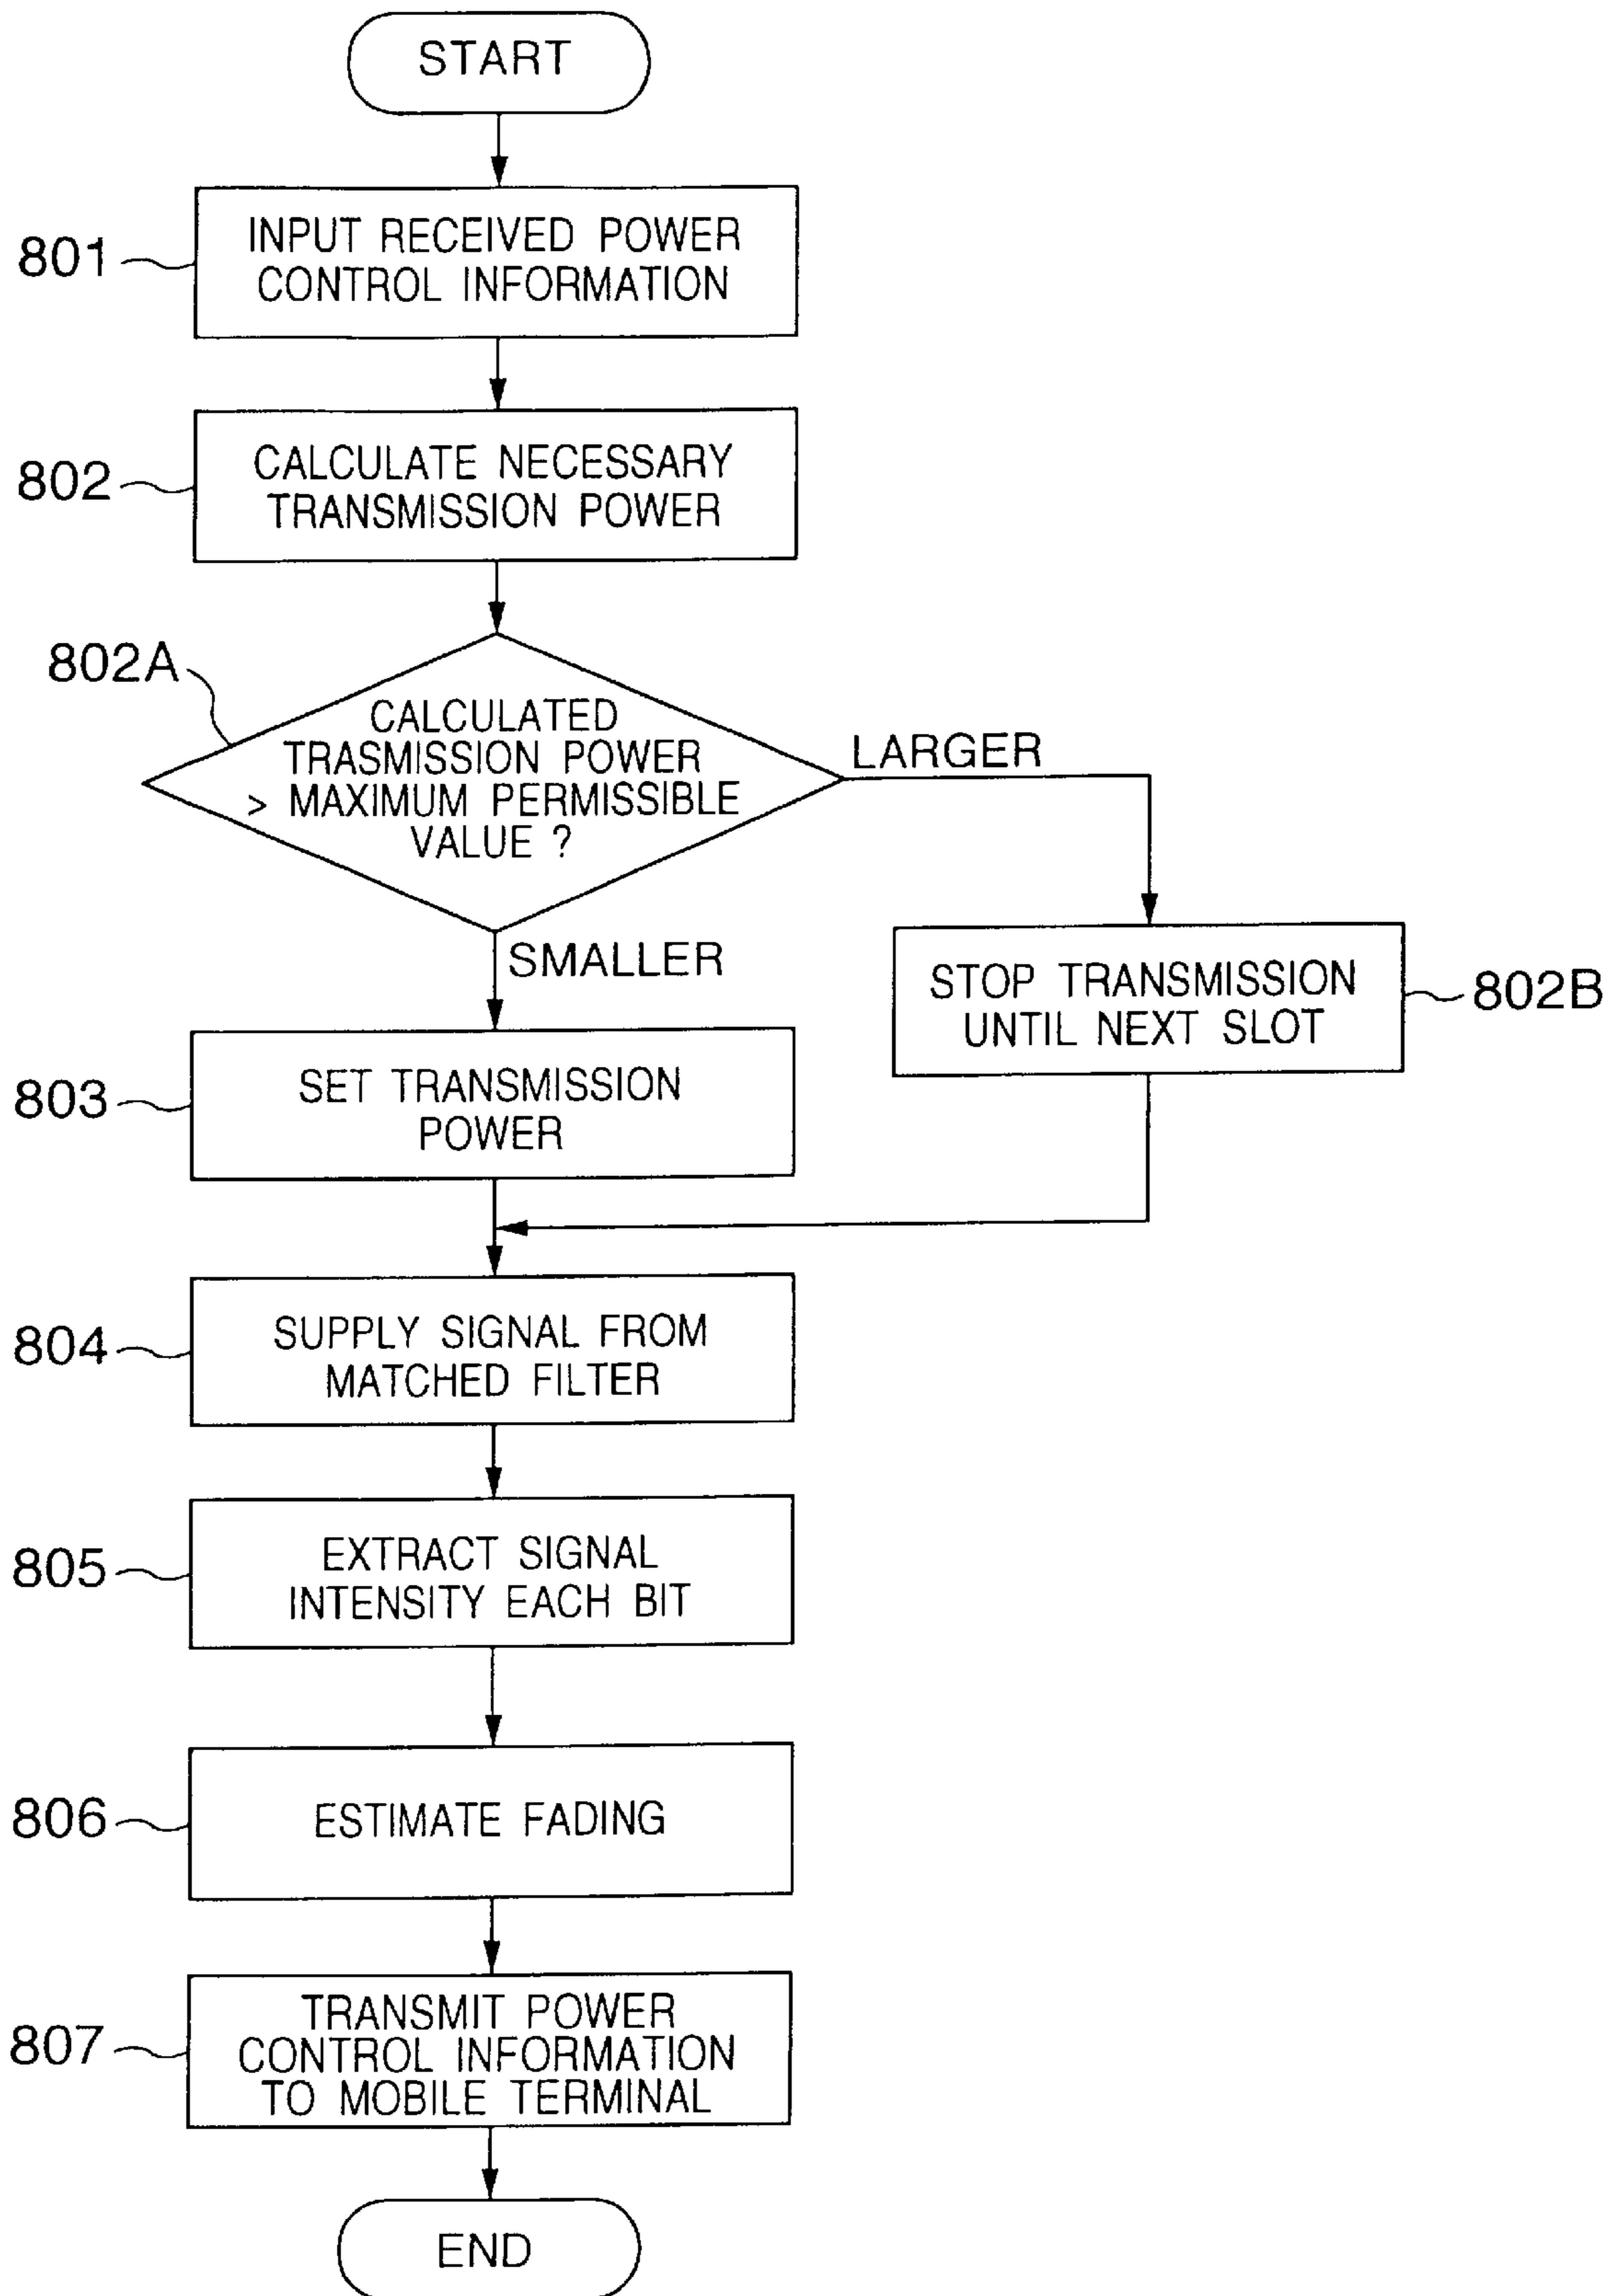 START
801
INPUT RECEIVED POWER
CONTROL INFORMATION
802
CALCULATE NECESSARY
TRANSMISSION POWER
802A
CALCULATED
TRASMISSION POWER
> MAXIMUM PERMISSIBLE
VALUE ?
LARGER
SMALLER
STOP TRANSMISSION
UNTIL NEXT SLOT
802B
803
SET TRANSMISSION
POWER
804
SUPPLY SIGNAL FROM
MATCHED FILTER
805
EXTRACT SIGNAL
INTENSITY EACH BIT
806
ESTIMATE FADING
807
TRANSMIT POWER
CONTROL INFORMATION
TO MOBILE TERMINAL
END